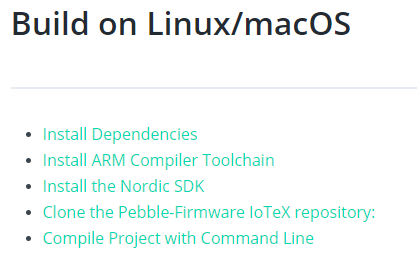 Build on Linux/macOS
Install Dependencies
Install ARM Compiler Toolchain
Install the Nordic SDK
Clone the Pebble-Firmware IoTeX repository:
Compile Project with Command Line